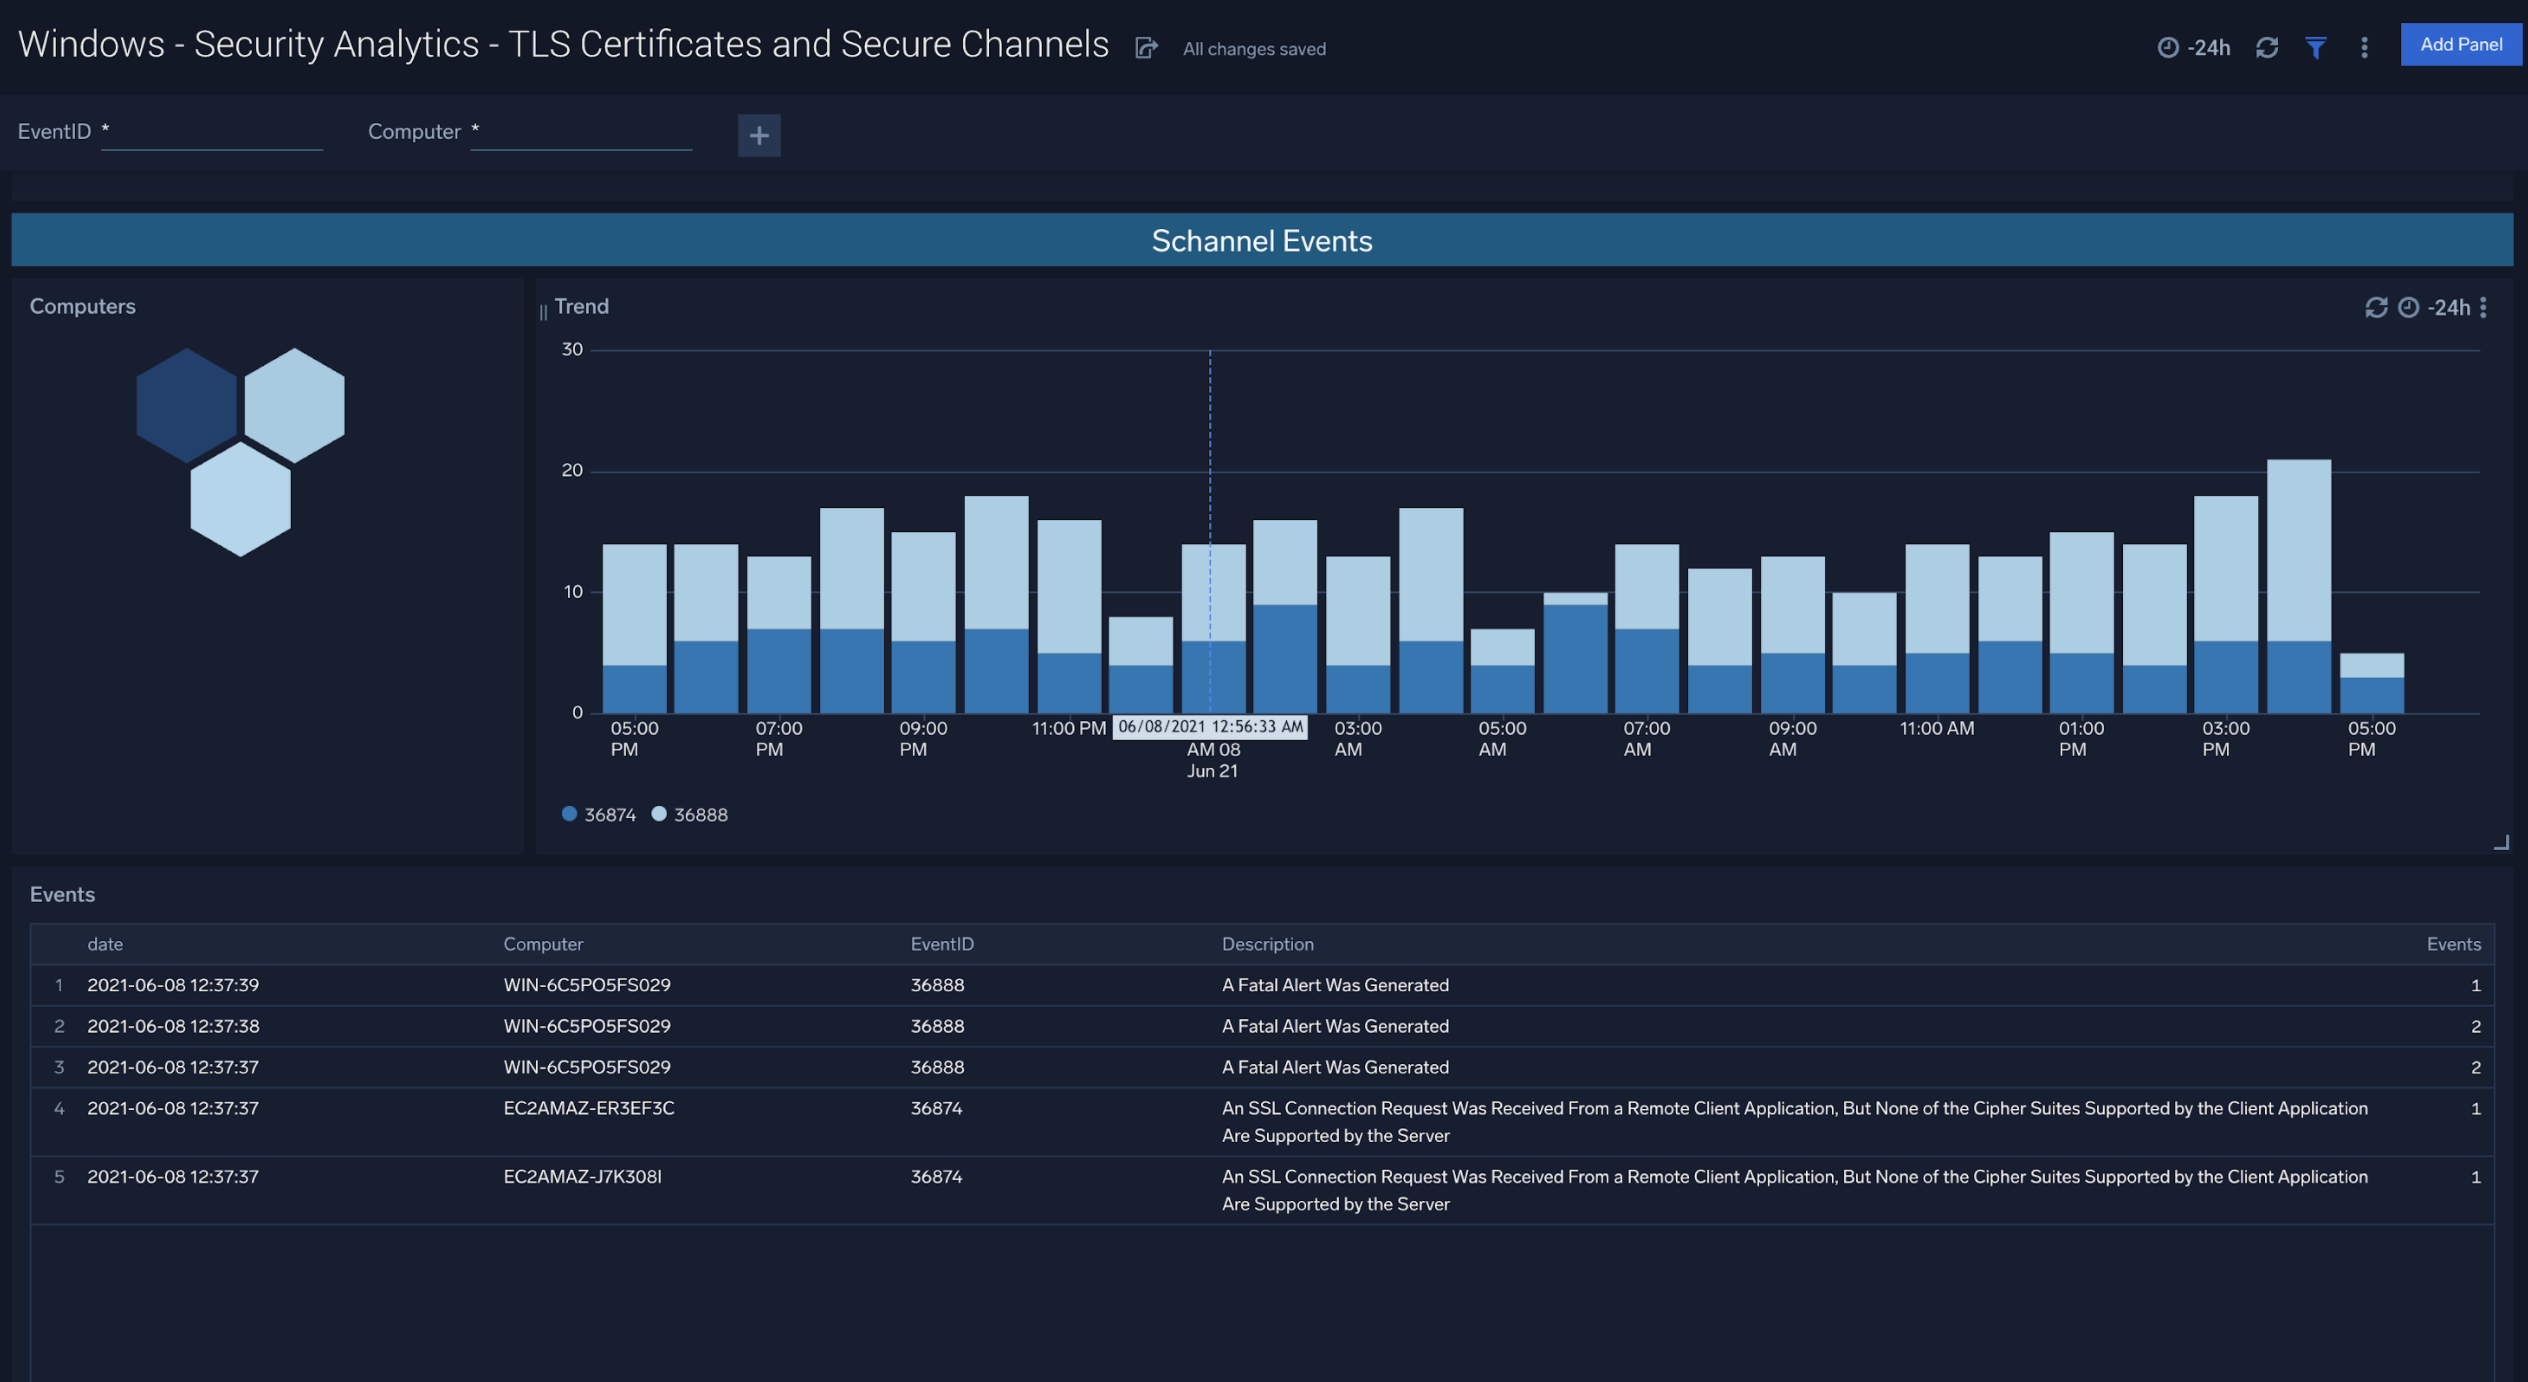 Windows - Security Analytics - TLS Certificates and Secure Channels
All changes saved
-24h
Add Panel
EventID *
Computer *
Schannel Events
Computers
Trend
-24h
30
20
10
0
05:00 PM
07:00 PM
09:00 PM
11:00 PM
06/08/2021 12:56:33 AM
AM 08
Jun 21
03:00 AM
05:00 AM
07:00 AM
09:00 AM
11:00 AM
01:00 PM
03:00 PM
05:00 PM
36874 36888
Events
date Computer EventID Description Events
1 2021-06-08 12:37:39 WIN-6C5PO5FS029 36888 A Fatal Alert Was Generated 1
2 2021-06-08 12:37:38 WIN-6C5PO5FS029 36888 A Fatal Alert Was Generated 2
3 2021-06-08 12:37:37 WIN-6C5PO5FS029 36888 A Fatal Alert Was Generated 2
4 2021-06-08 12:37:37 EC2AMAZ-ER3EF3C 36874 An SSL Connection Request Was Received From a Remote Client Application, But None of the Cipher Suites Supported by the Client Application 1
Are Supported by the Server
5 2021-06-08 12:37:37 EC2AMAZ-J7K308I 36874 An SSL Connection Request Was Received From a Remote Client Application, But None of the Cipher Suites Supported by the Client Application 1
Are Supported by the Server